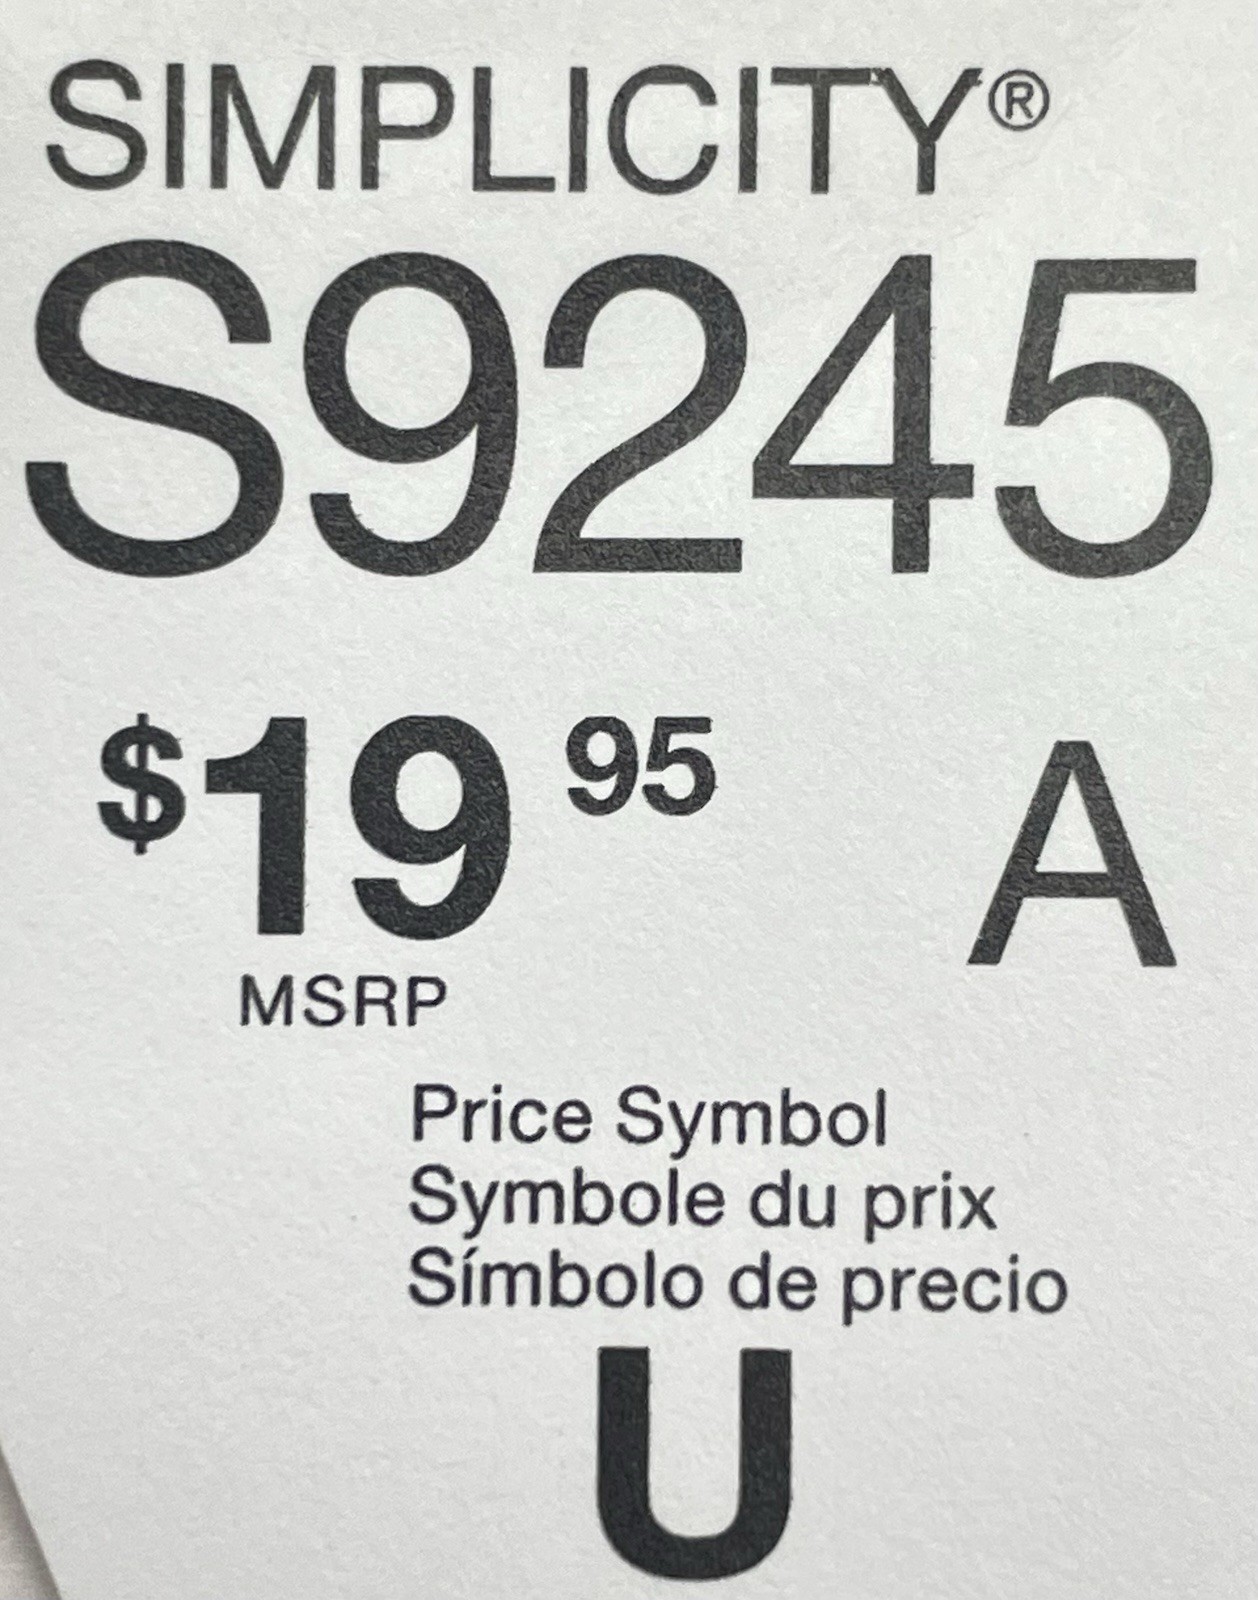 SIMPLICITY®
S9245
$19 95 A
MSRP
Price Symbol
Symbole du prix
Símbolo de precio
U